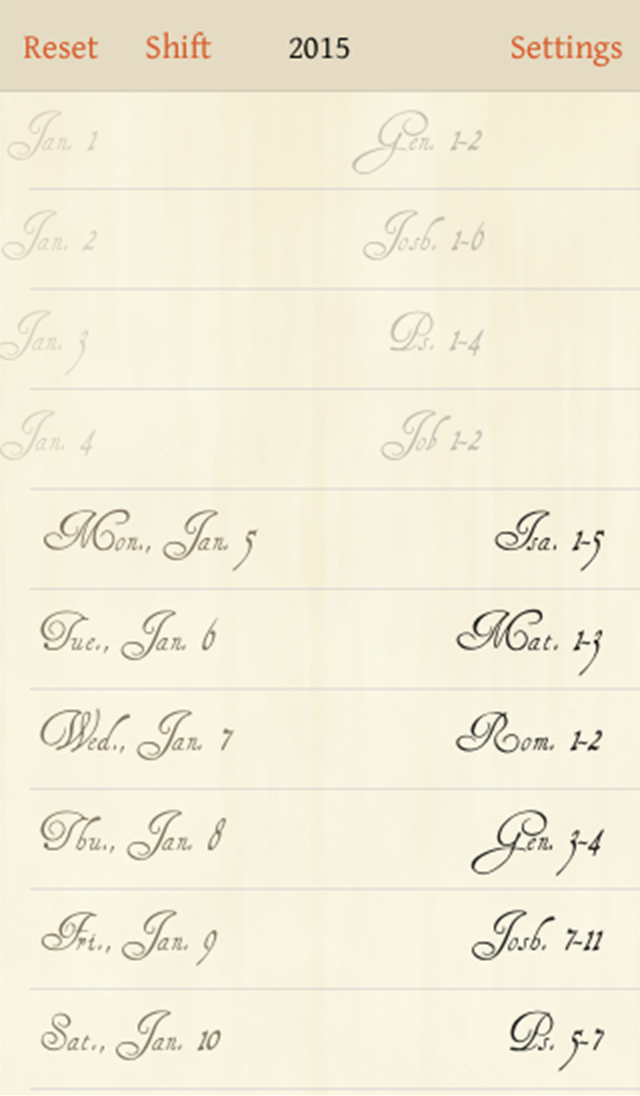 Reset Shift 2015 Settings
Jan. 1 Gen. 1-2
Jan. 2 Josh. 1-6
Jan. 3 Ps. 1-4
Jan. 4 Job 1-2
Mon., Jan. 5 Isa. 1-5
Tue., Jan. 6 Mat. 1-3
Wed., Jan. 7 Rom. 1-2
Thu., Jan. 8 Gen. 3-4
Fri., Jan. 9 Josh. 7-11
Sat., Jan. 10 Ps. 5-7